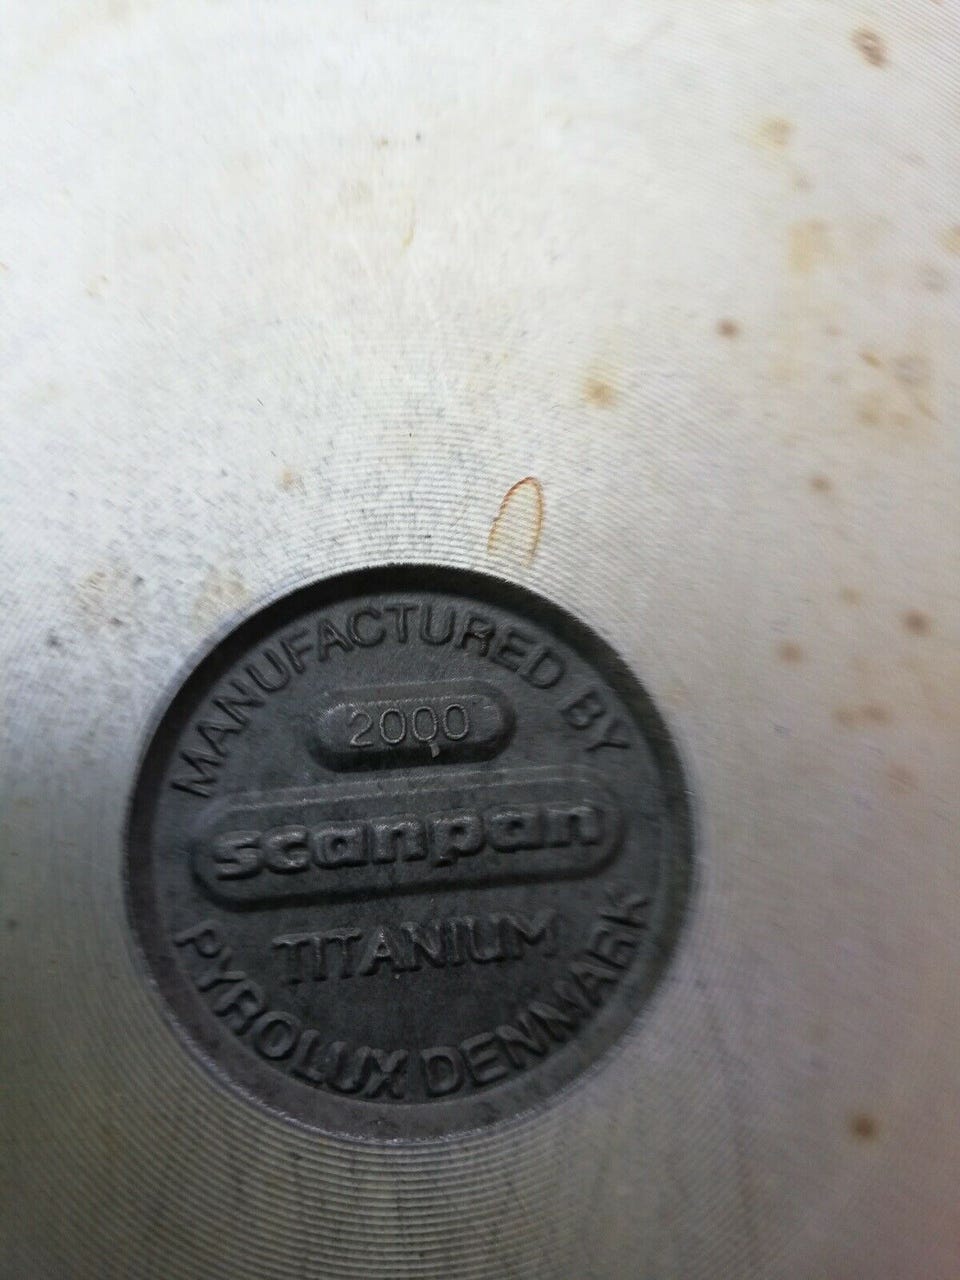 MANUFACTURED BY
2000
scanpan
TITANIUM
PYROLUX DENMARK